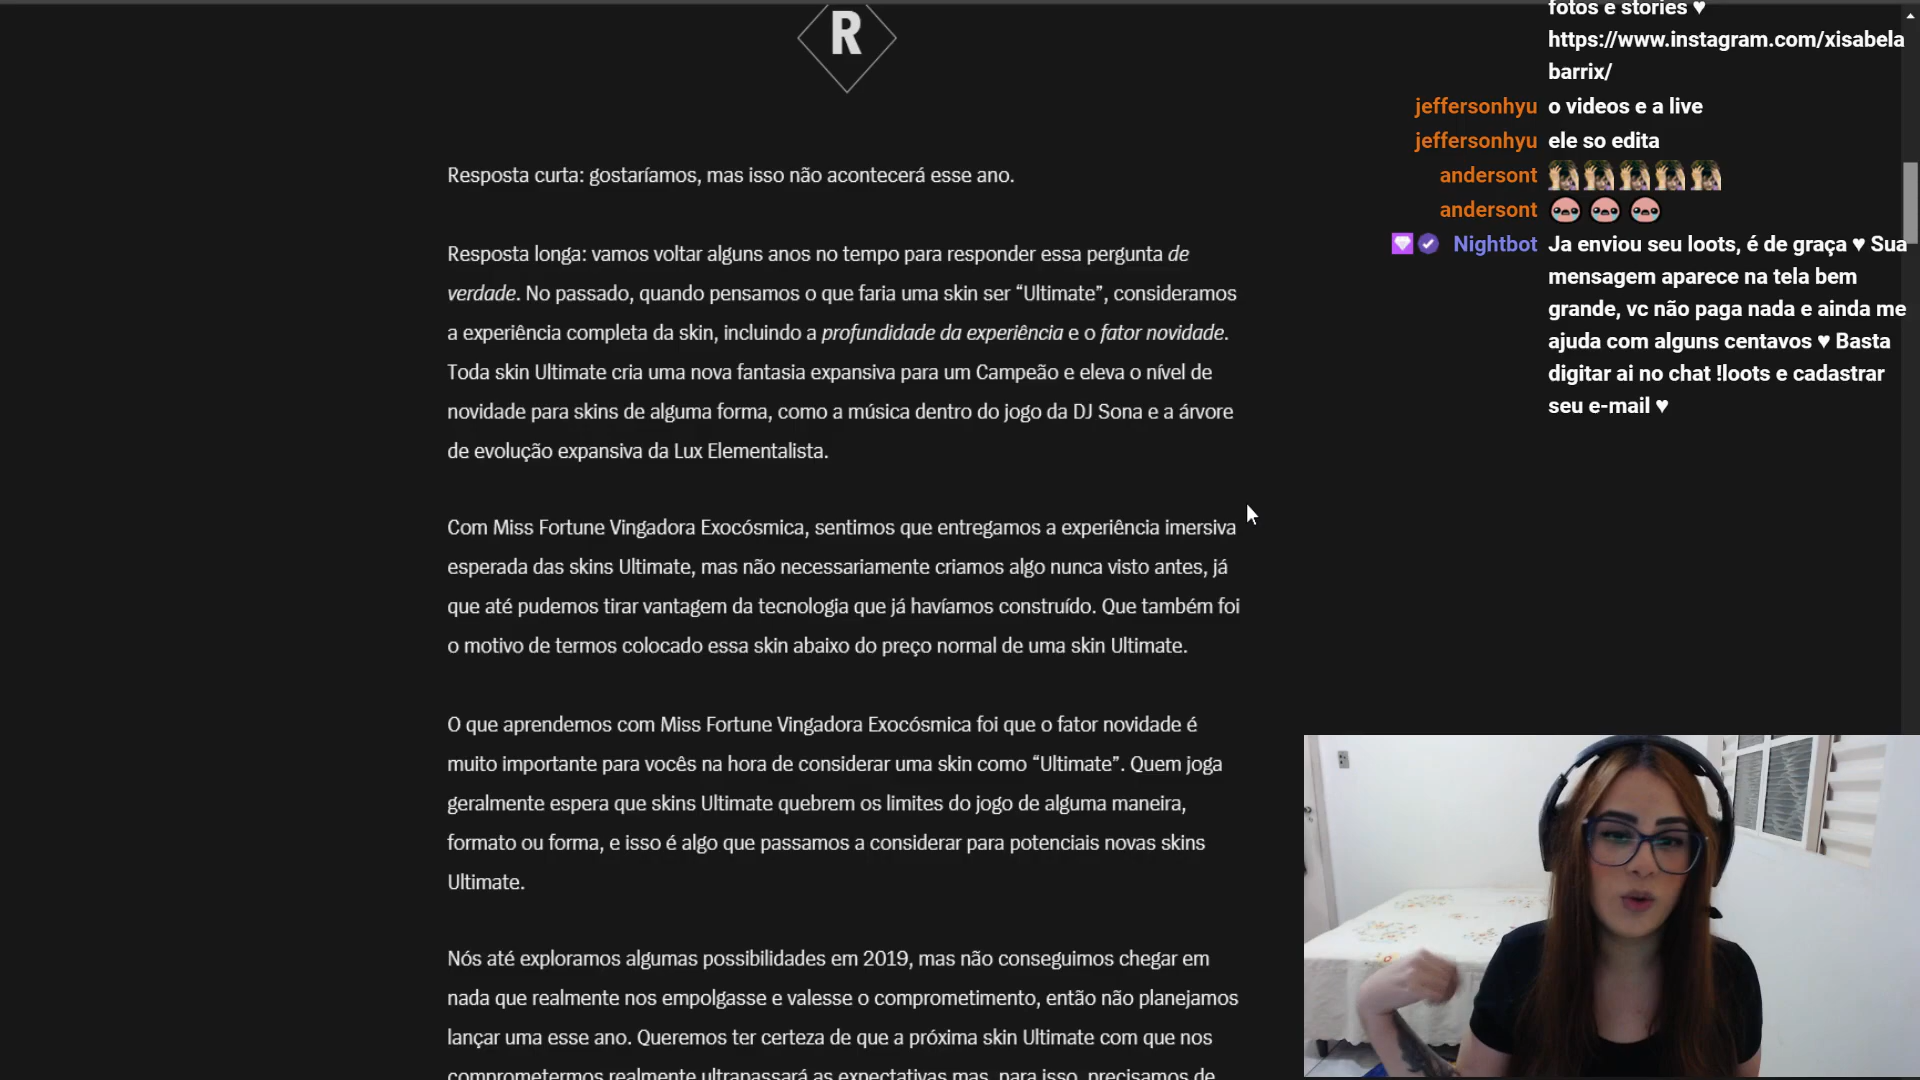 R
Resposta curta: gostaríamos, mas isso não acontecerá esse ano.
Resposta longa: vamos voltar alguns anos no tempo para responder essa pergunta de
verdade. No passado, quando pensamos o que faria uma skin ser “Ultimate”, consideramos
a experiência completa da skin, incluindo a profundidade da experiência e o fator novidade.
Toda skin Ultimate cria uma nova fantasia expansiva para um Campeão e eleva o nível de
novidade para skins de alguma forma, como a música dentro do jogo da DJ Sona e a árvore
de evolução expansiva da Lux Elementalista.
Com Miss Fortune Vingadora Exocósmica, sentimos que entregamos a experiência imersiva
esperada das skins Ultimate, mas não necessariamente criamos algo nunca visto antes, já
que até pudemos tirar vantagem da tecnologia que já havíamos construído. Que também foi
o motivo de termos colocado essa skin abaixo do preço normal de uma skin Ultimate.
O que aprendemos com Miss Fortune Vingadora Exocósmica foi que o fator novidade é
muito importante para vocês na hora de considerar uma skin como “Ultimate”. Quem joga
geralmente espera que skins Ultimate quebrem os limites do jogo de alguma maneira,
formato ou forma, e isso é algo que passamos a considerar para potenciais novas skins
Ultimate.
Nós até exploramos algumas possibilidades em 2019, mas não conseguimos chegar em
nada que realmente nos empolgasse e valesse o comprometimento, então não planejamos
lançar uma esse ano. Queremos ter certeza de que a próxima skin Ultimate com que nos
comprometermos realmente ultrapassará as expectativas mas, para isso, precisamos de
fotos e stories ♥
https://www.instagram.com/xisabela
barrix/
jeffersonhyu o videos e a live
jeffersonhyu ele so edita
andersont
andersont
Nightbot Ja enviou seu loots, é de graça ♥ Sua
mensagem aparece na tela bem
grande, vc não paga nada e ainda me
ajuda com alguns centavos ♥ Basta
digitar ai no chat !loots e cadastrar
seu e-mail ♥